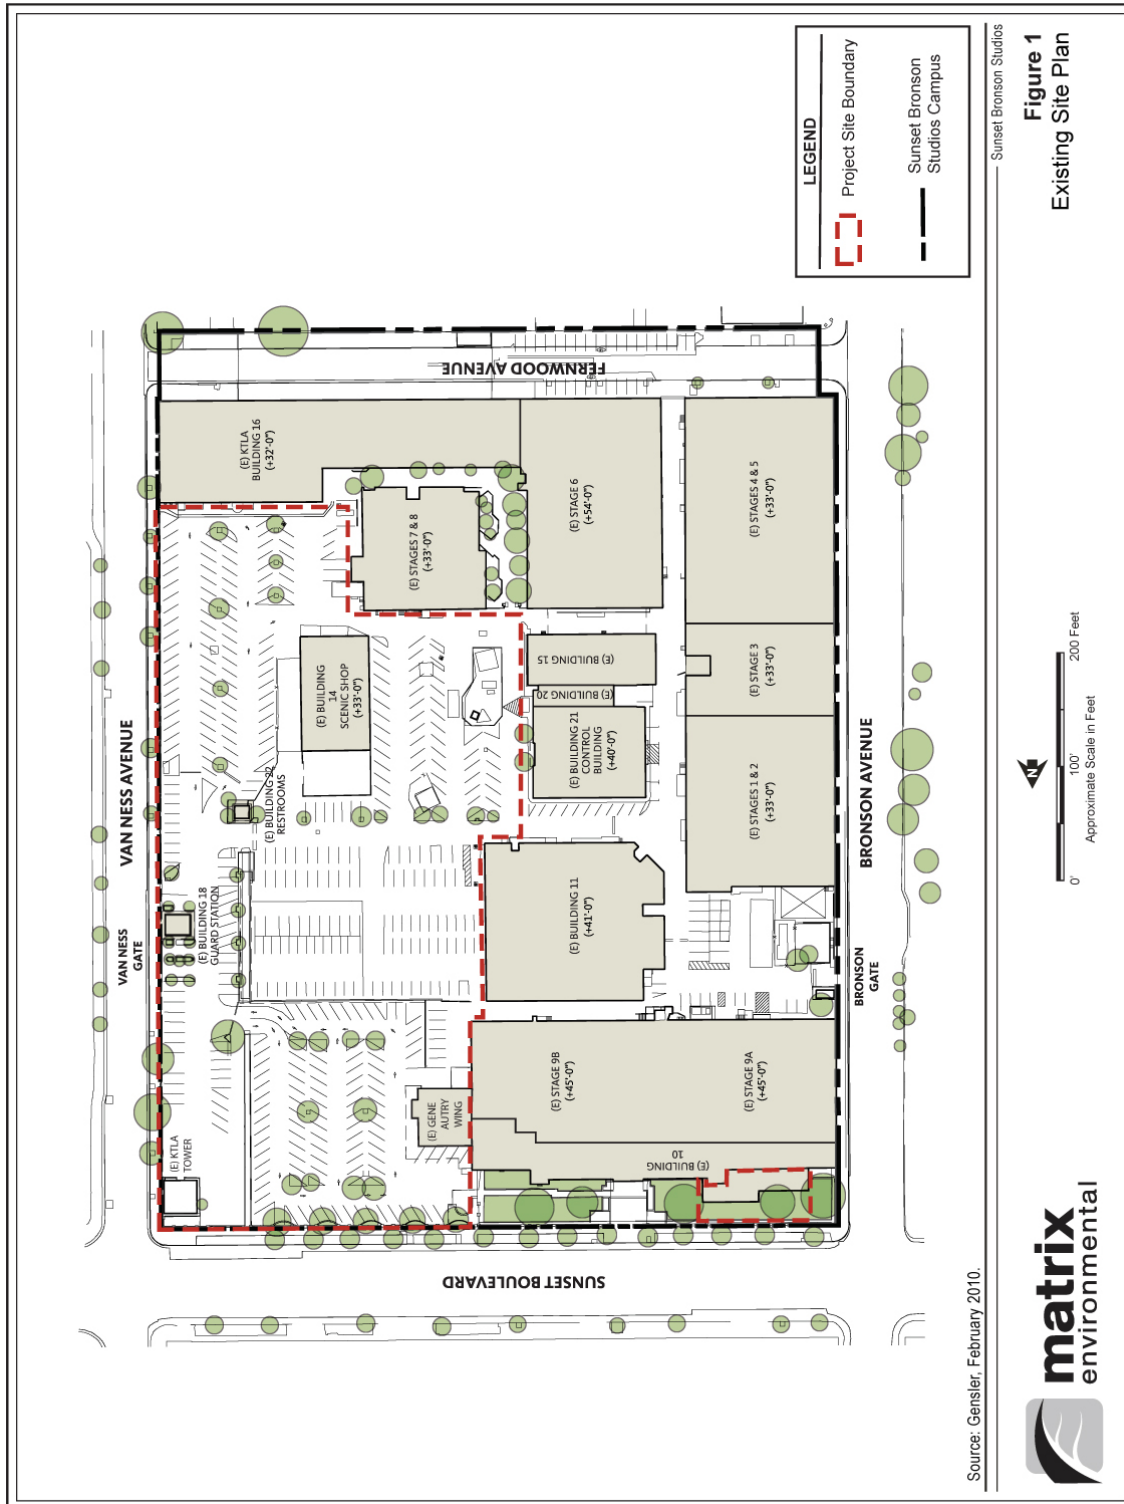 VAN NESS AVENUE
VAN NESS
GATE
(E) KTLA
TOWER
(E) BUILDING 18
GUARD STATION
(E) BUILDING 22
RESTROOMS
(E) KTLA
BUILDING 16
(+32'-0")
(E) BUILDING
14
SCENIC SHOP
(+33'-0")
(E) STAGES 7 & 8
(+33'-0")
(E) GENE
AUTRY
WING
(E) STAGE 6
(+54'-0")
(E) BUILDING 15
(E) BUILDING 20
(E) BUILDING 21
CONTROL
BUILDING
(+40'-0")
(E) BUILDING 11
(+41'-0")
(E) STAGE 9B
(+45'-0")
(E) STAGE 9A
(+45'-0")
(E) BUILDING
10
(E) STAGES 1 & 2
(+33'-0")
(E) STAGE 3
(+33'-0")
(E) STAGES 4 & 5
(+33'-0")
SUNSET BOULEVARD
FERNWOOD AVENUE
BRONSON AVENUE
BRONSON
GATE
LEGEND
Project Site Boundary
Sunset Bronson
Studios Campus
N
0'
100'
200 Feet
Approximate Scale in Feet
Source: Gensler, February 2010.
Sunset Bronson Studios
matrix
environmental
Figure 1
Existing Site Plan